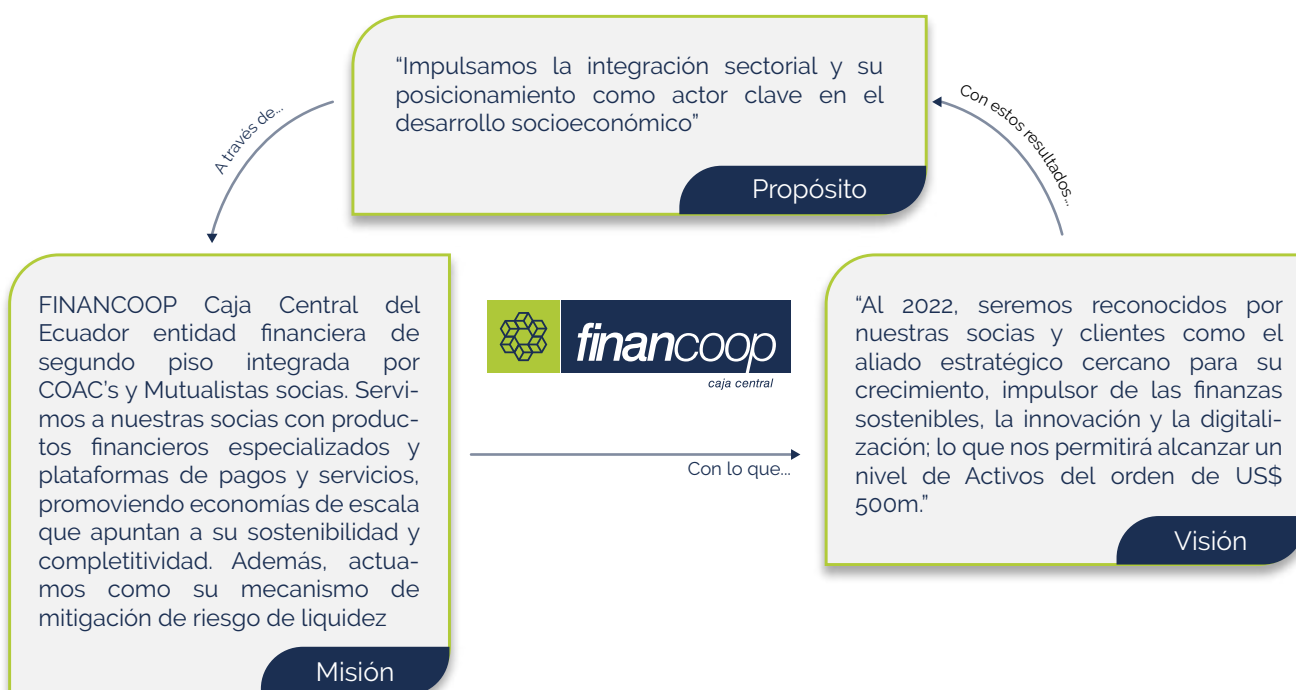 “Impulsamos la integración sectorial y su
posicionamiento como actor clave en el
desarrollo socioeconómico”
Propósito
A través de...
Con estos resultados...
FINANCOOP Caja Central del
Ecuador entidad financiera de
segundo piso integrada por
COAC's y Mutualistas socias. Servi-
mos a nuestras socias con produc-
tos financieros especializados y
plataformas de pagos y servicios,
promoviendo economías de escala
que apuntan a su sostenibilidad y
completitividad. Además, actua-
mos como su mecanismo de
mitigación de riesgo de liquidez
Misión
financoop
caja central
Con lo que...
“Al 2022, seremos reconocidos por
nuestras socias y clientes como el
aliado estratégico cercano para su
crecimiento, impulsor de las finanzas
sostenibles, la innovación y la digitali-
zación; lo que nos permitirá alcanzar un
nivel de Activos del orden de US$
500m.”
Visión